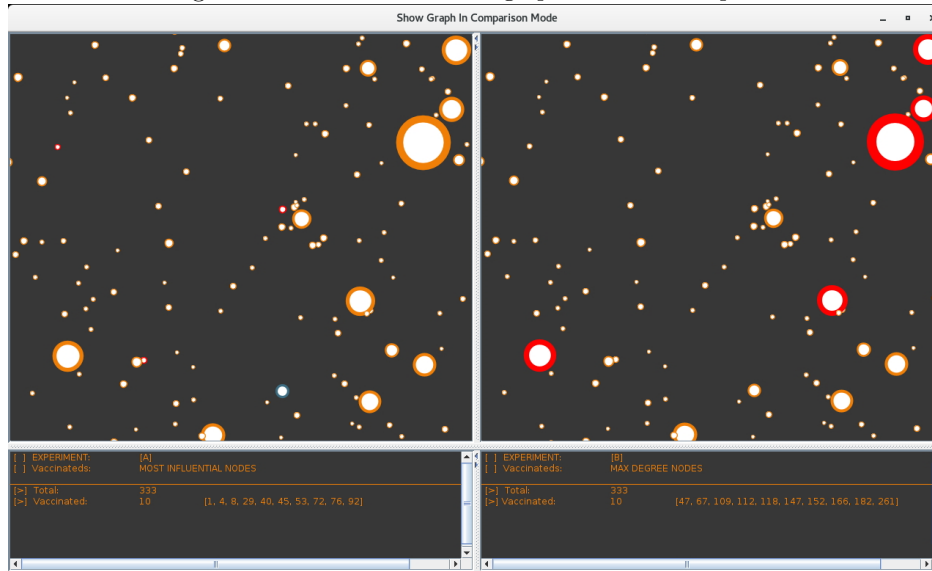 Show Graph In Comparison Mode
[ ] EXPERIMENT: [A]
[ ] Vaccinateds: MOST INFLUENTIAL NODES
[>] Total: 333
[>] Vaccinated: 10 [1, 4, 8, 29, 40, 45, 53, 72, 76, 92]
[ ] EXPERIMENT: [B]
[ ] Vaccinateds: MAX DEGREE NODES
[>] Total: 333
[>] Vaccinated: 10 [47, 67, 109, 112, 118, 147, 152, 166, 182, 261]